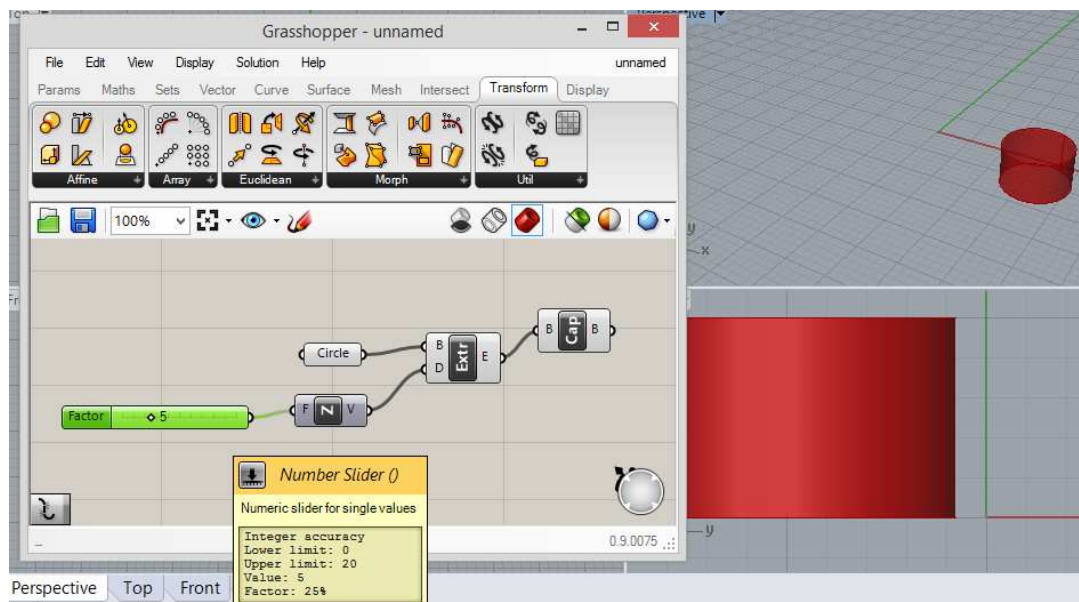 Perspective
Grasshopper - unnamed
File Edit View Display Solution Help unnamed
Params Maths Sets Vector Curve Surface Mesh Intersect Transform Display
Affine Array Euclidean Morph Util
100%
y
x
Circle
B
D
Extr
E
B
Cap
B
Factor
5
F
Z
V
Number Slider ()
Numeric slider for single values
Integer accuracy
Lower limit: 0
Upper limit: 20
Value: 5
Factor: 25%
0.9.0075
y
Perspective Top Front